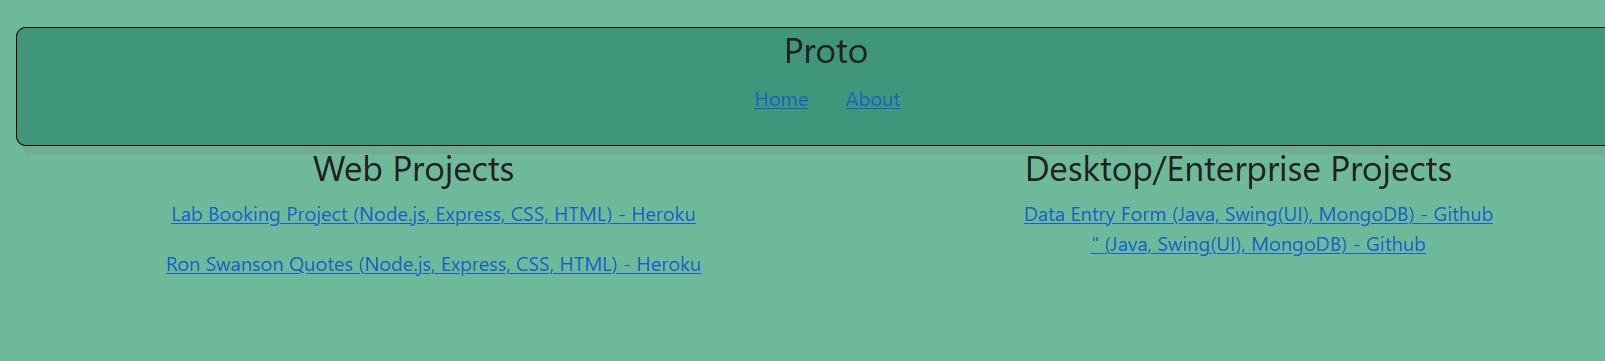 Proto
Home About
Web Projects
Lab Booking Project (Node.js, Express, CSS, HTML) - Heroku
Ron Swanson Quotes (Node.js, Express, CSS, HTML) - Heroku
Desktop/Enterprise Projects
Data Entry Form (Java, Swing(UI), MongoDB) - Github
" (Java, Swing(UI), MongoDB) - Github